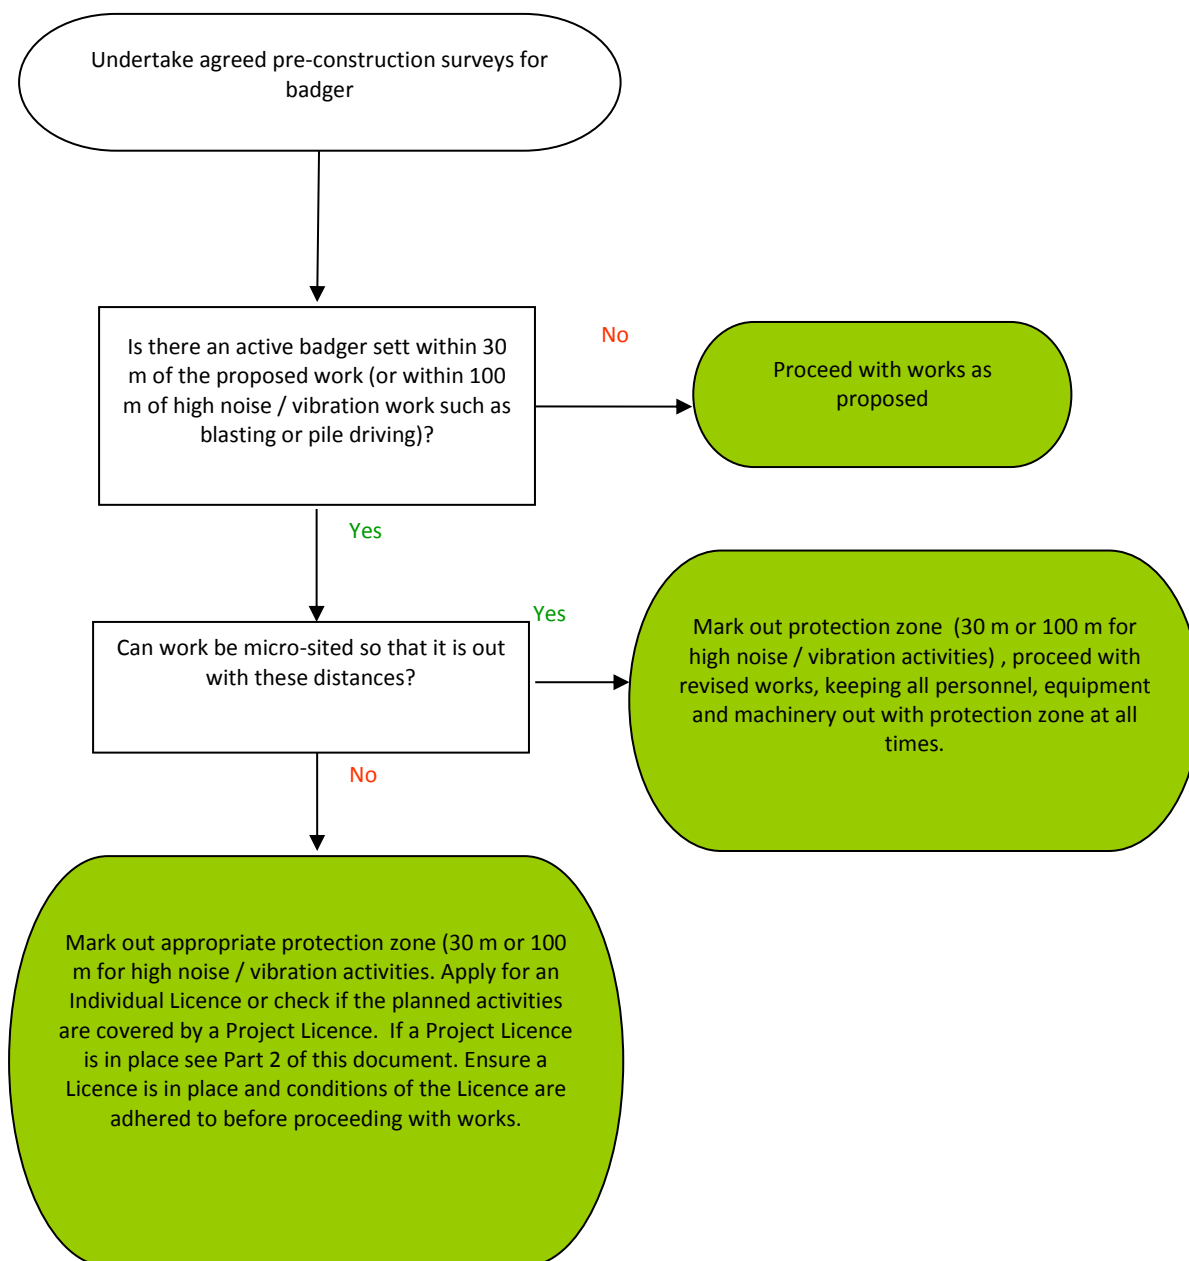 Undertake agreed pre-construction surveys for
badger
Is there an active badger sett within 30
m of the proposed work (or within 100
m of high noise / vibration work such as
blasting or pile driving)?
No
Proceed with works as
proposed
Yes
Can work be micro-sited so that it is out
with these distances?
Yes
Mark out protection zone  (30 m or 100 m for
high noise / vibration activities) , proceed with
revised works, keeping all personnel, equipment
and machinery out with protection zone at all
times.
No
Mark out appropriate protection zone (30 m or 100
m for high noise / vibration activities. Apply for an
Individual Licence or check if the planned activities
are covered by a Project Licence.  If a Project Licence
is in place see Part 2 of this document. Ensure a
Licence is in place and conditions of the Licence are
adhered to before proceeding with works.